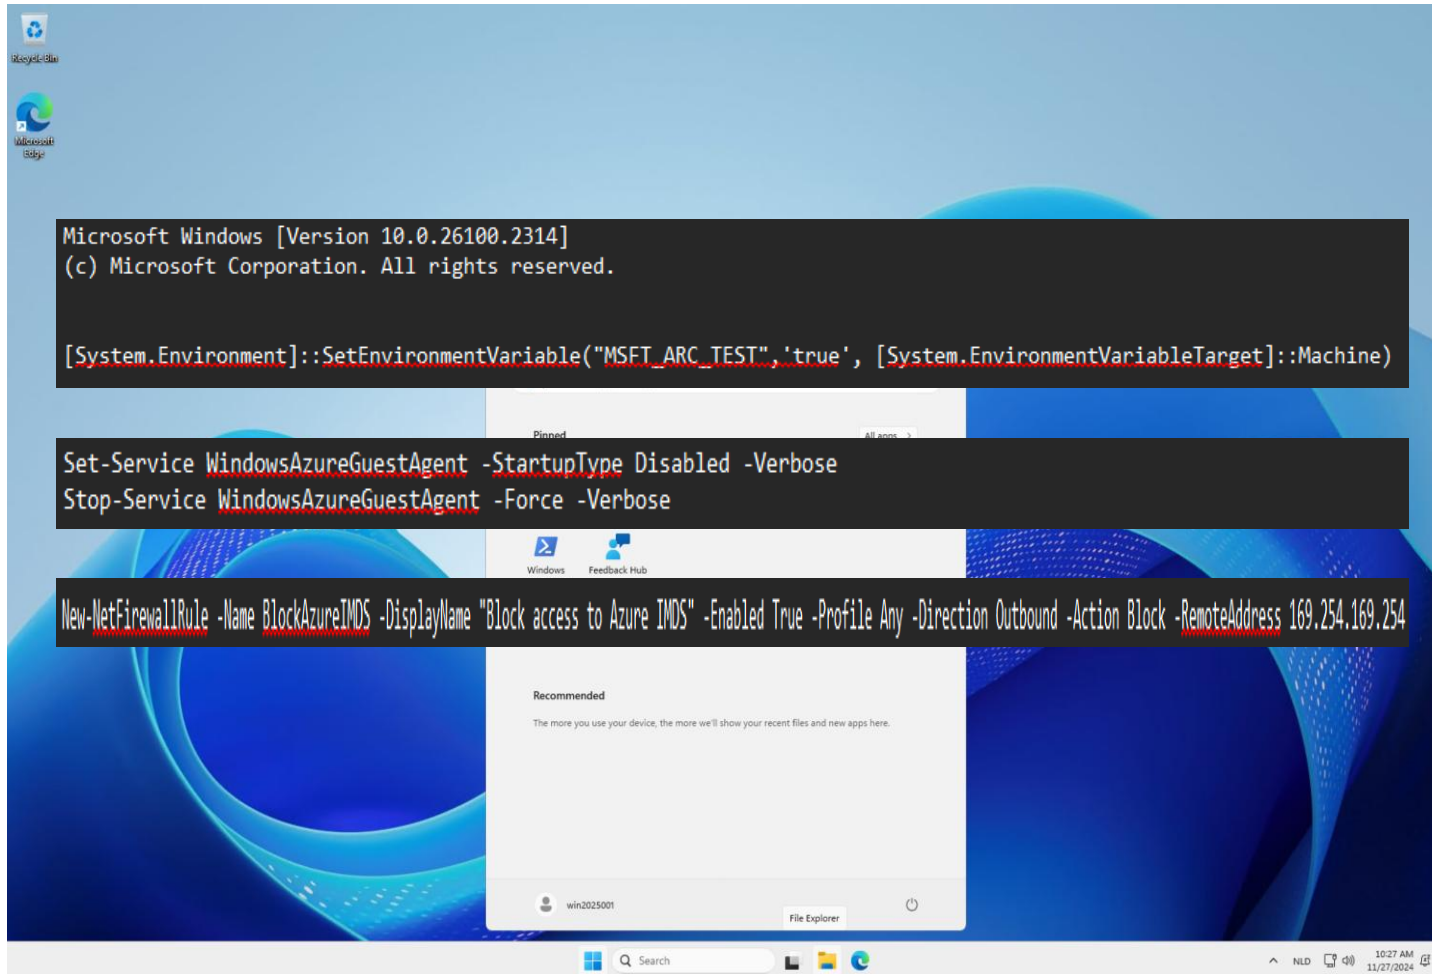 Recycle Bin
Microsoft
Edge
Microsoft Windows [Version 10.0.26100.2314]
(c) Microsoft Corporation. All rights reserved.
[System.Environment]::SetEnvironmentVariable("MSFT_ARC_TEST",'true', [System.EnvironmentVariableTarget]::Machine)
Pinned
All apps >
Set-Service WindowsAzureGuestAgent -StartupType Disabled -Verbose
Stop-Service WindowsAzureGuestAgent -Force -Verbose
Windows
Feedback Hub
New-NetFirewallRule -Name BlockAzureIMDS -DisplayName "Block access to Azure IMDS" -Enabled True -Profile Any -Direction Outbound -Action Block -RemoteAddress 169.254.169.254
Recommended
The more you use your device, the more we'll show your recent files and new apps here.
win2025001
File Explorer
Search
NLD
10:27 AM
11/27/2024